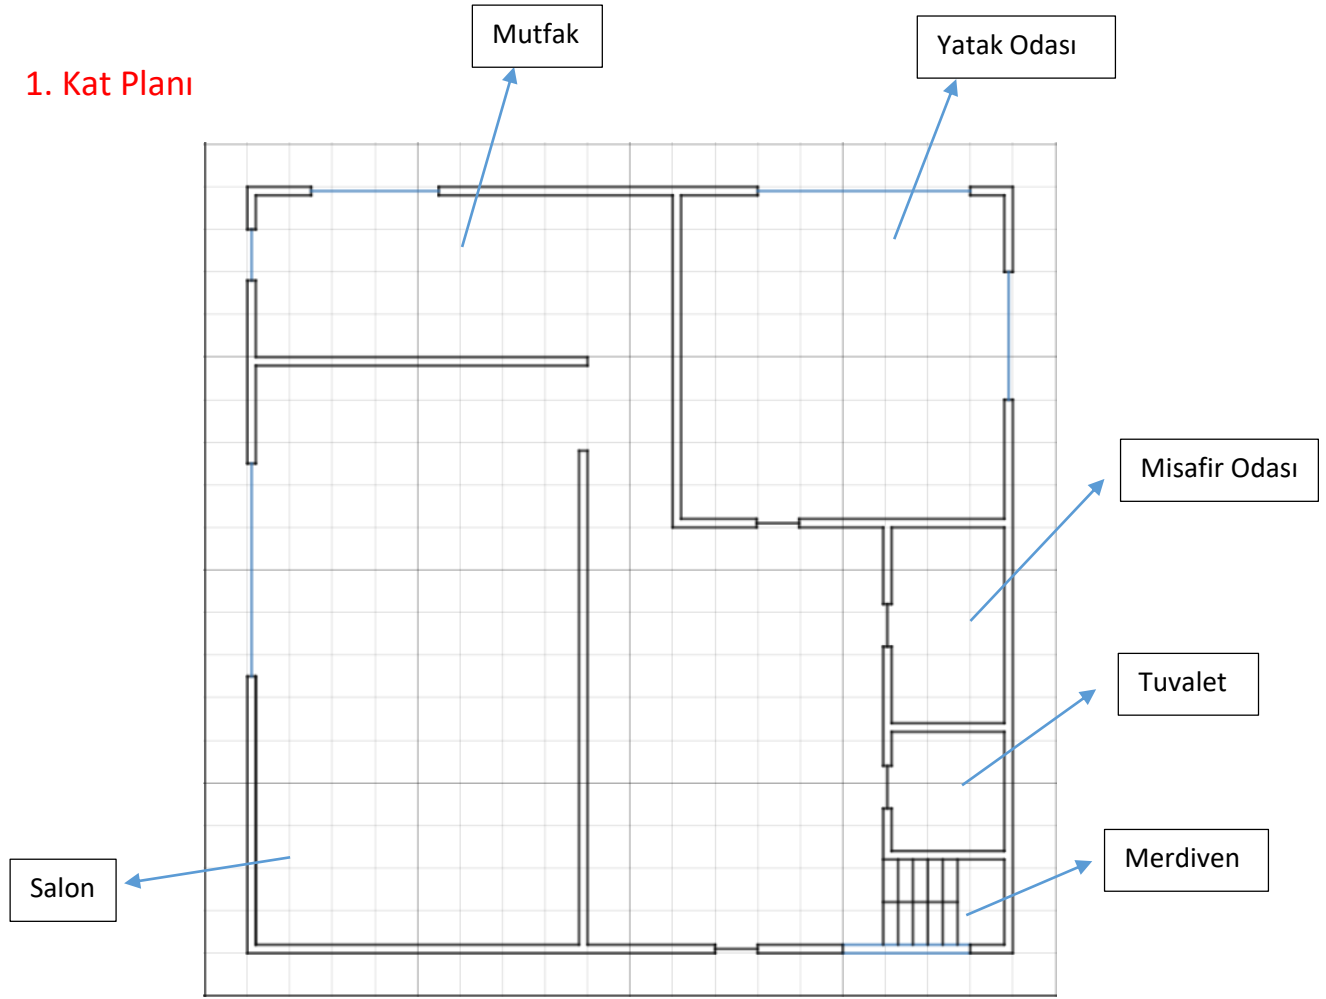 Mutfak
Yatak Odası
1. Kat Planı
Misafir Odası
Tuvalet
Merdiven
Salon